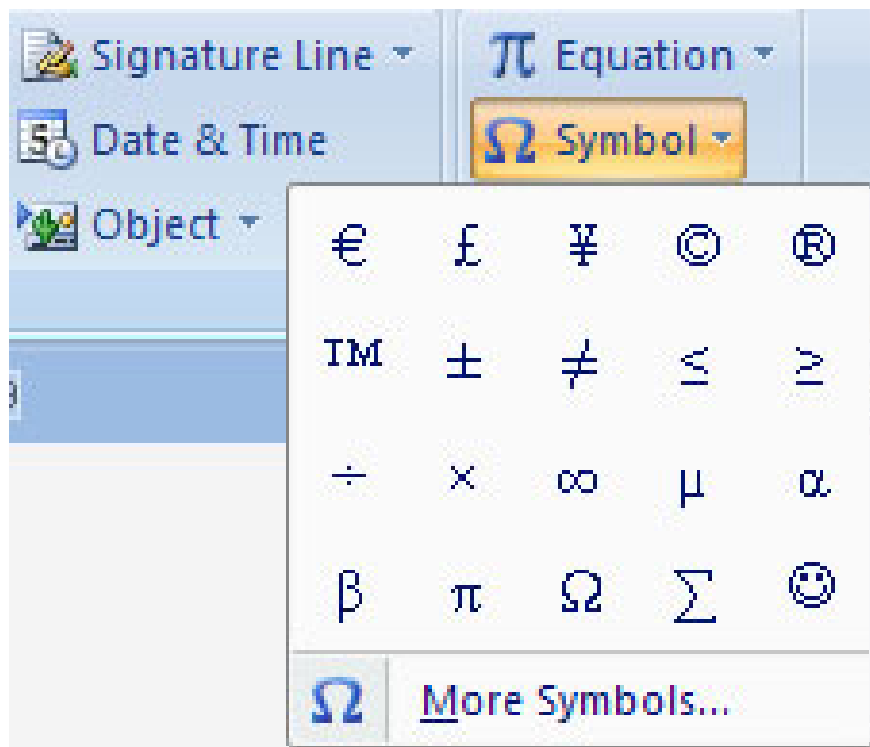 Signature Line
Equation
Date & Time
Symbol
Object
€ £ ¥ © ®
™ ± ≠ ≤ ≥
÷ × ∞ µ α
β π Ω ∑ ☺
More Symbols...